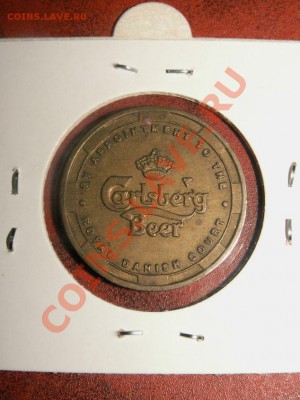 COINS.LAVE.RU
BY APPOINTMENT TO THE
Carlsberg
Beer
ROYAL DANISH COURT
COINS.LAVE.RU